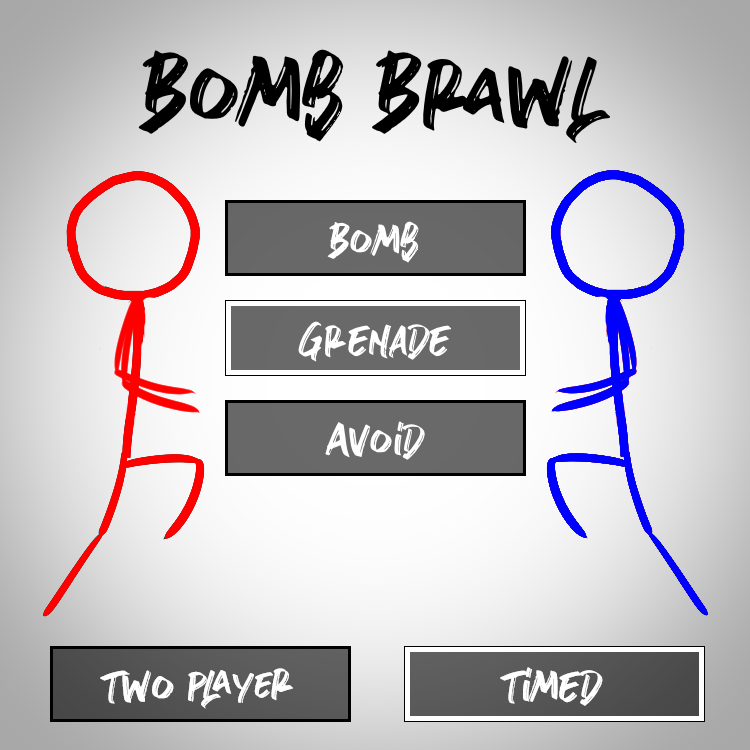 BOMB BRAWL
BOMB
GRENADE
AVOiD
TWO PLAYER
TiMED